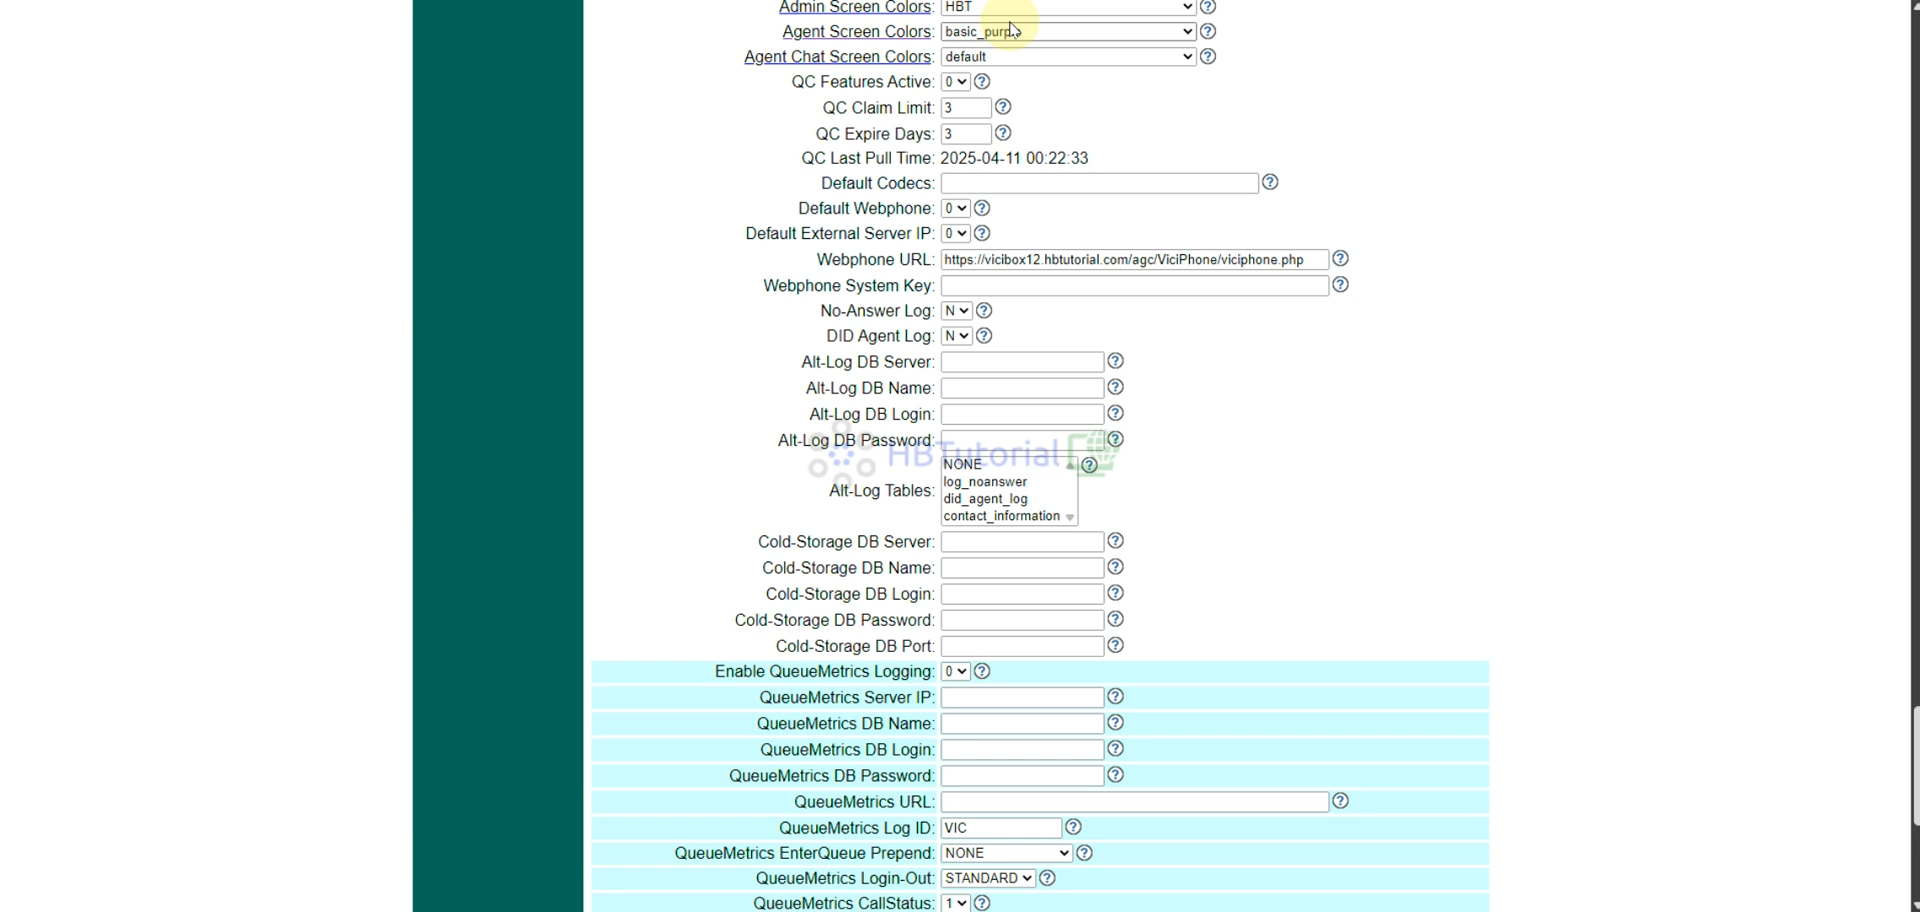 Admin Screen Colors: HBT
Agent Screen Colors: basic_purple
Agent Chat Screen Colors: default
QC Features Active: 0
QC Claim Limit: 3
QC Expire Days: 3
QC Last Pull Time: 2025-04-11 00:22:33
Default Codecs:
Default Webphone: 0
Default External Server IP: 0
Webphone URL: https://vicibox12.hbtutorial.com/agc/ViciPhone/viciphone.php
Webphone System Key:
No-Answer Log: N
DID Agent Log: N
Alt-Log DB Server:
Alt-Log DB Name:
Alt-Log DB Login:
Alt-Log DB Password:
HBTutorial
NONE
log_noanswer
Alt-Log Tables:
did_agent_log
contact_information
Cold-Storage DB Server:
Cold-Storage DB Name:
Cold-Storage DB Login:
Cold-Storage DB Password:
Cold-Storage DB Port:
Enable QueueMetrics Logging: 0
QueueMetrics Server IP:
QueueMetrics DB Name:
QueueMetrics DB Login:
QueueMetrics DB Password:
QueueMetrics URL:
QueueMetrics Log ID: VIC
QueueMetrics EnterQueue Prepend: NONE
QueueMetrics Login-Out: STANDARD
QueueMetrics CallStatus: 1